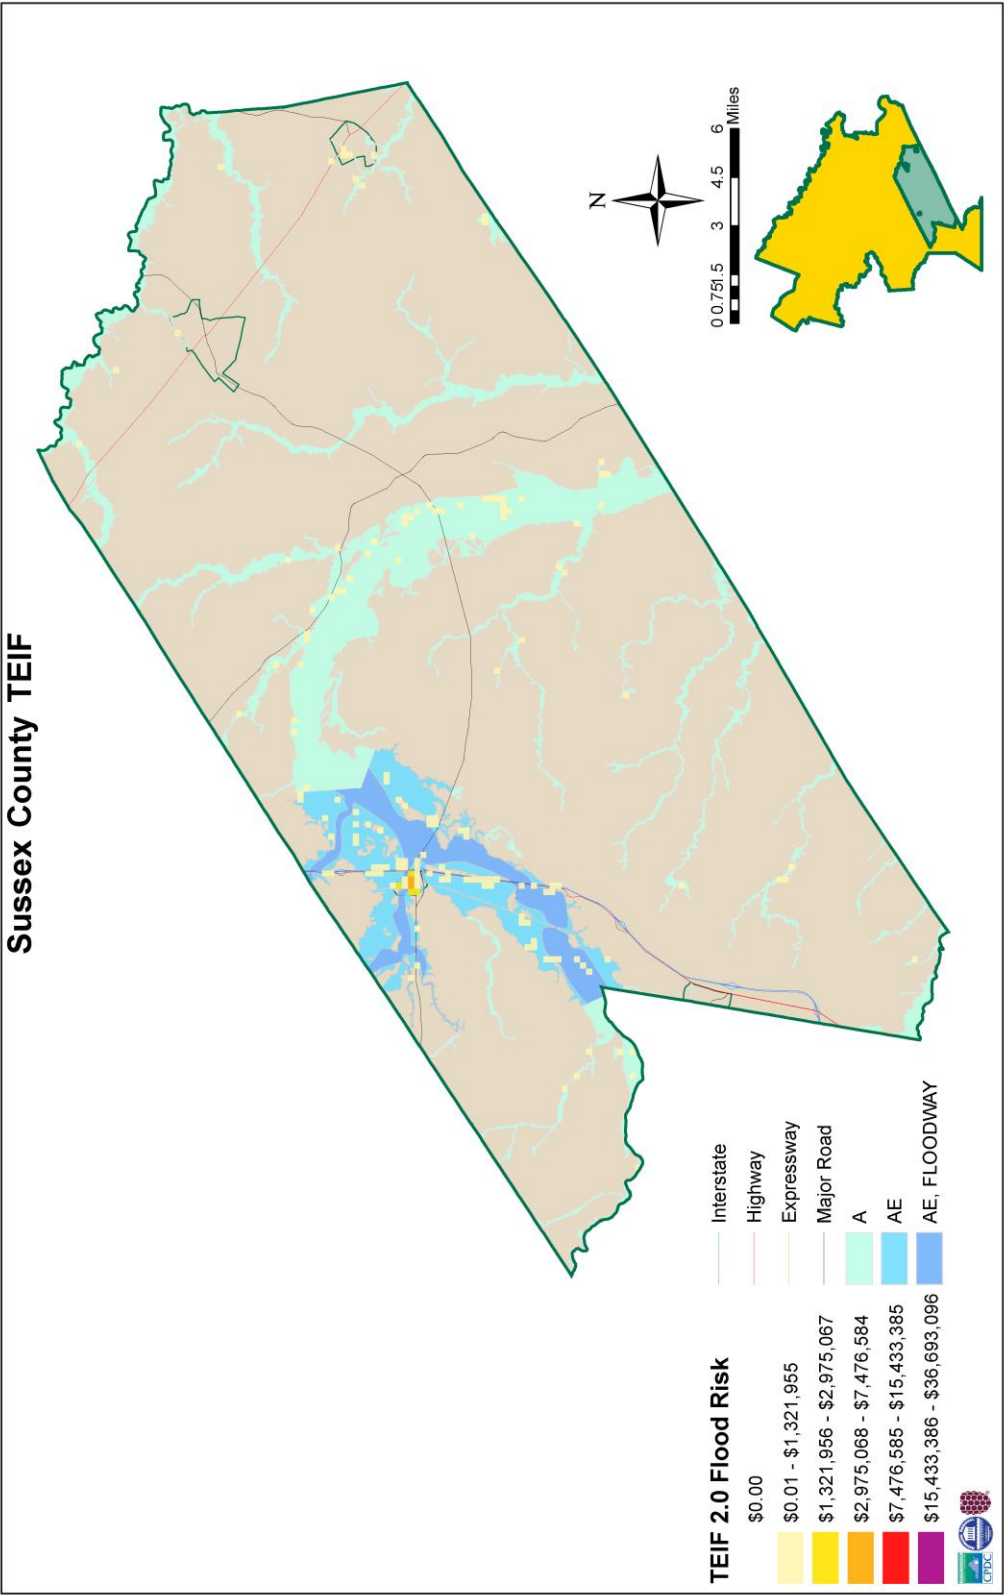 Sussex County TEIF
N
0 0.75 1.5 3 4.5 6 Miles
TEIF 2.0 Flood Risk
$0.00
$0.01 - $1,321,955
$1,321,956 - $2,975,067
$2,975,068 - $7,476,584
$7,476,585 - $15,433,385
$15,433,386 - $36,693,096
Interstate
Highway
Expressway
Major Road
A
AE
AE, FLOODWAY
CPDC